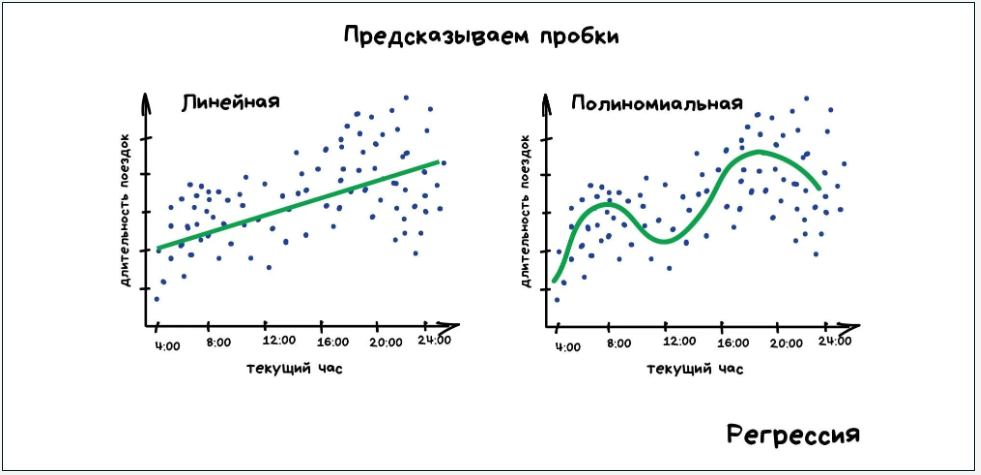 Предсказываем пробки
Линейная
длительность поездок
4:00 8:00 12:00 16:00 20:00 24:00
текущий час
Полиномиальная
длительность поездок
4:00 8:00 12:00 16:00 20:00 24:00
текущий час
Регрессия